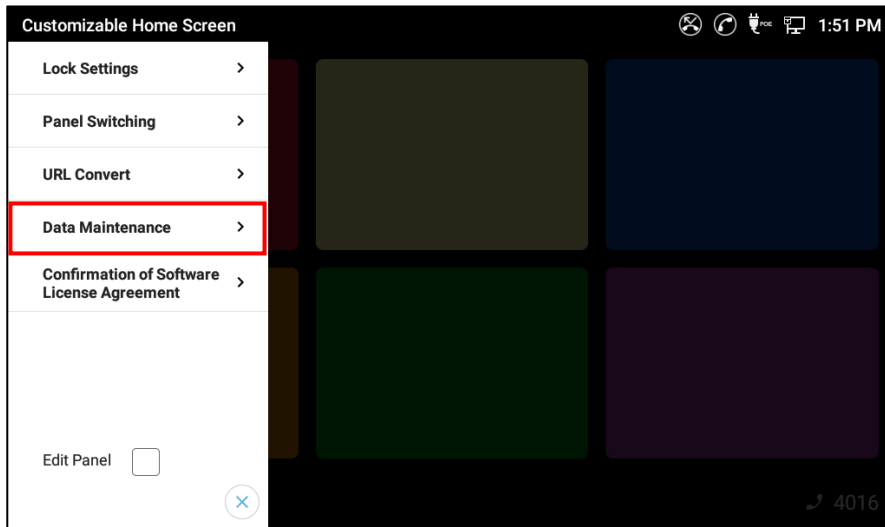 Customizable Home Screen
POE
1:51 PM
Lock Settings
Panel Switching
URL Convert
Data Maintenance
Confirmation of Software
License Agreement
Edit Panel
4016